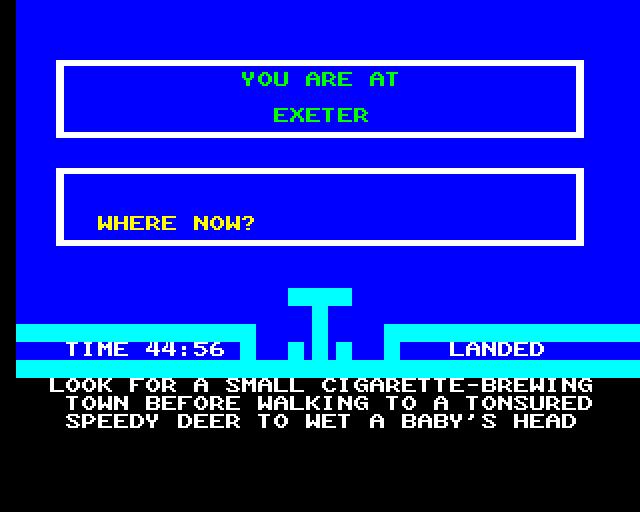 YOU ARE AT
EXETER
WHERE NOW?
TIME 44:56
LANDED
LOOK FOR A SMALL CIGARETTE-BREWING
TOWN BEFORE WALKING TO A TONSURED
SPEEDY DEER TO WET A BABY'S HEAD